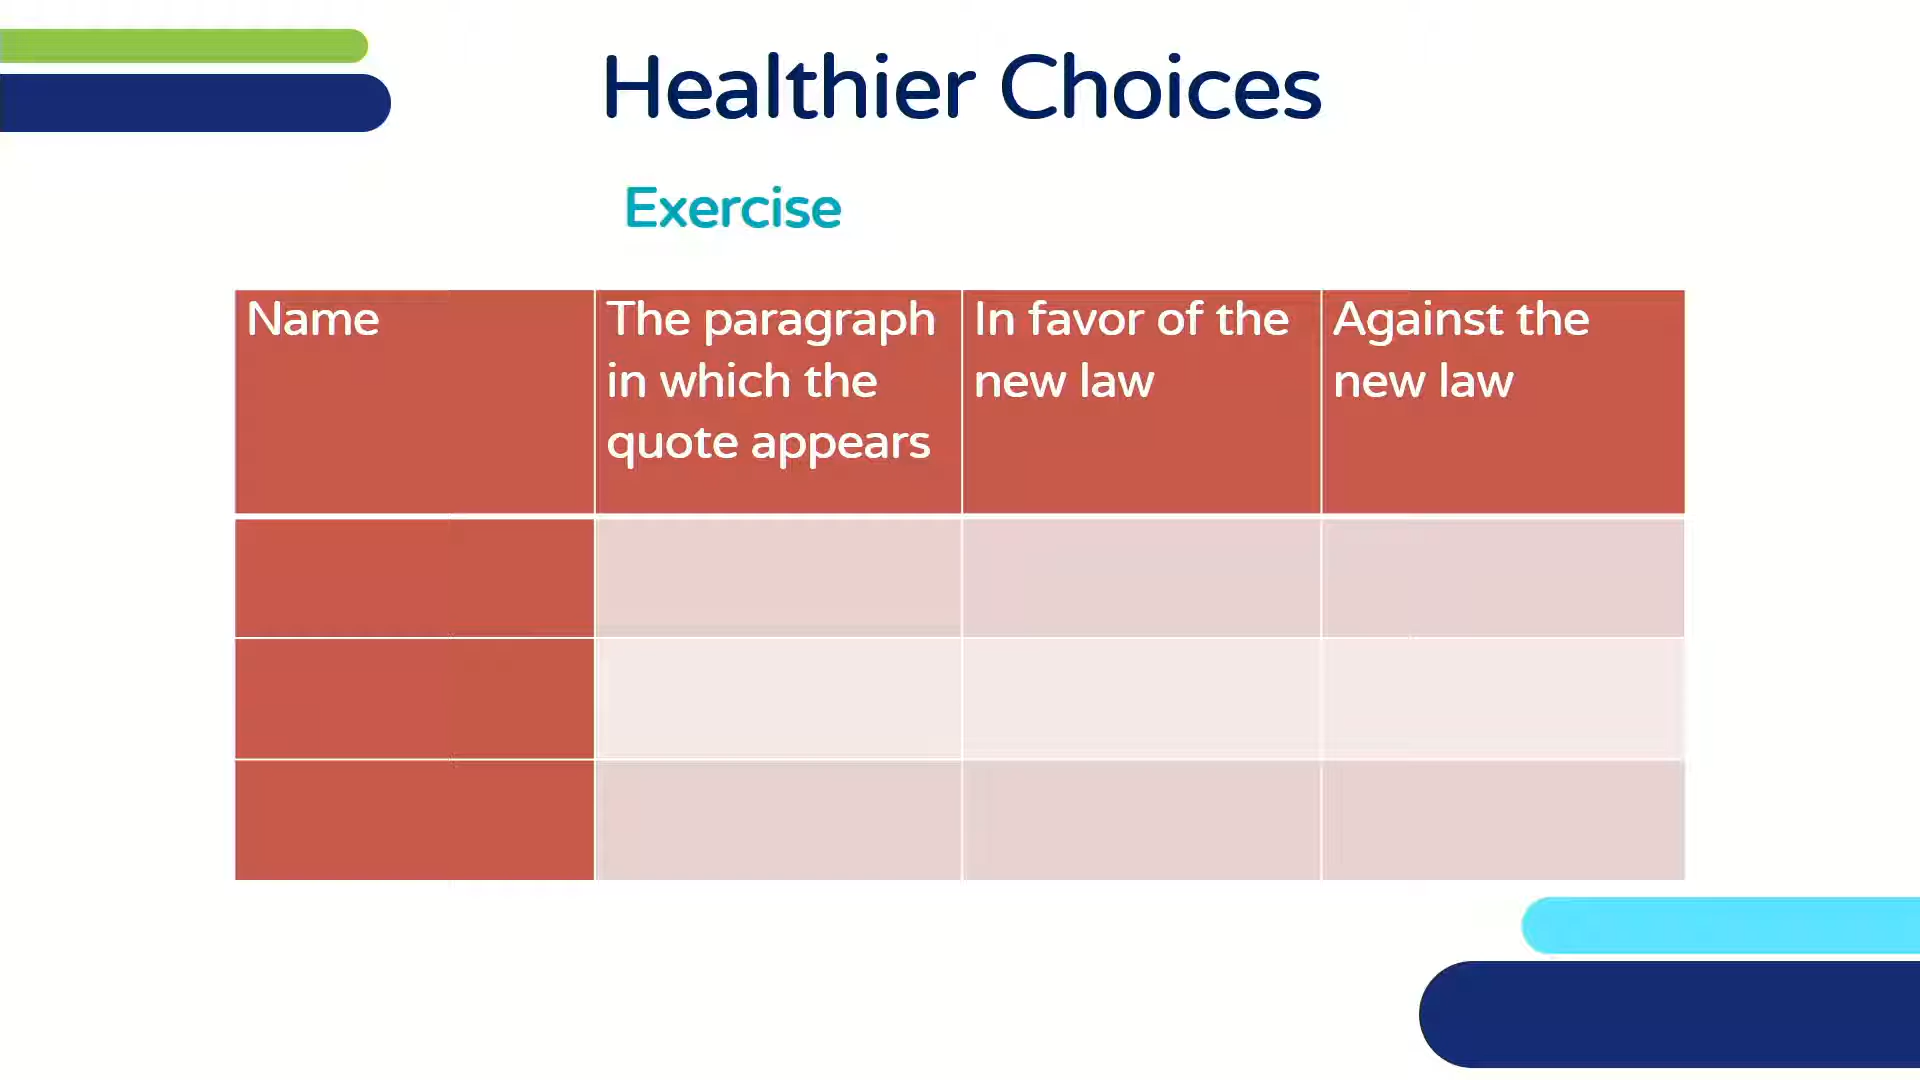 Healthier Choices
Exercise
Name
The paragraph
in which the
quote appears
In favor of the
new law
Against the
new law